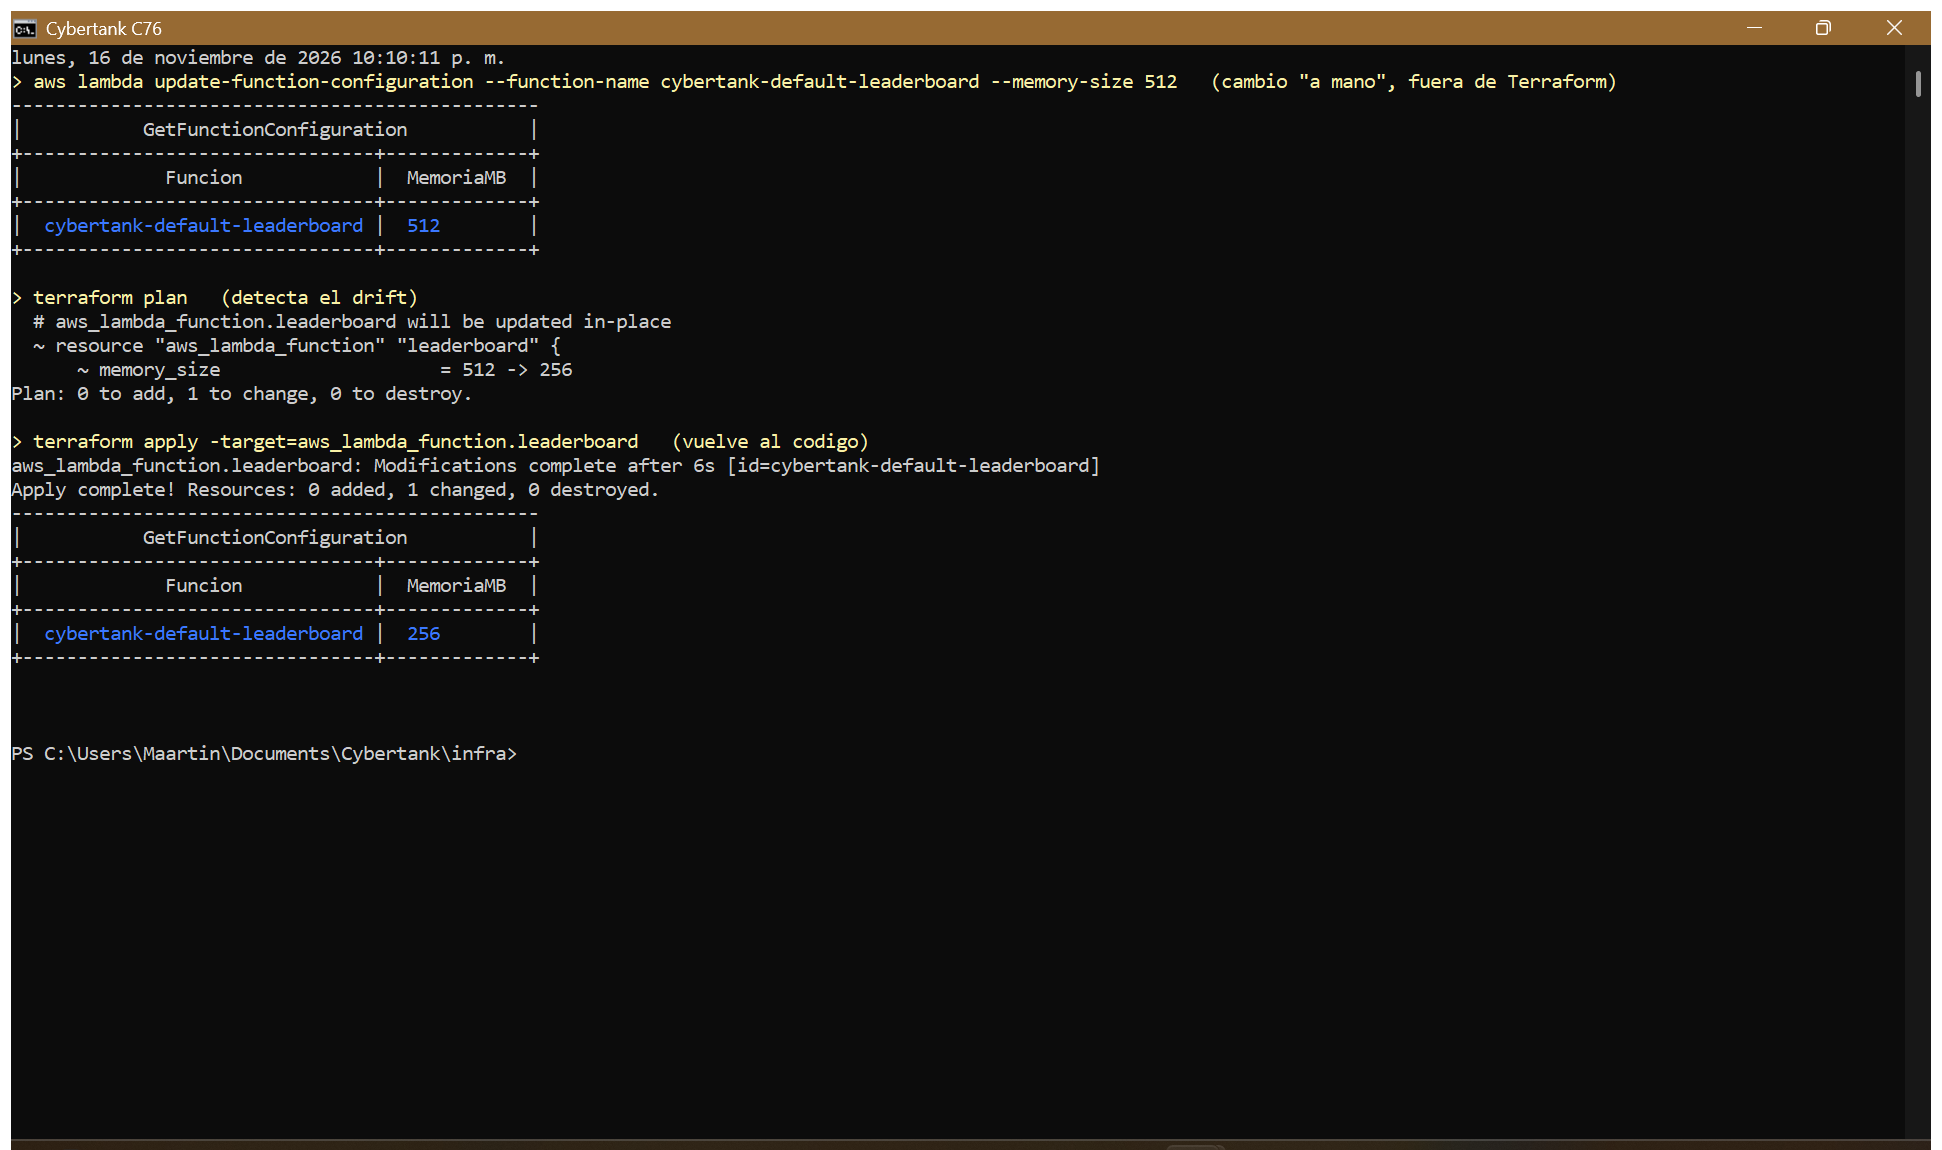 Cybertank C76
lunes, 16 de noviembre de 2026 10:10:11 p. m.
> aws lambda update-function-configuration --function-name cybertank-default-leaderboard --memory-size 512   (cambio "a mano", fuera de Terraform)
------------------------------------------------
|           GetFunctionConfiguration           |
+--------------------------------+-------------+
|             Funcion            |  MemoriaMB  |
+--------------------------------+-------------+
|  cybertank-default-leaderboard |  512        |
+--------------------------------+-------------+
> terraform plan   (detecta el drift)
  # aws_lambda_function.leaderboard will be updated in-place
  ~ resource "aws_lambda_function" "leaderboard" {
      ~ memory_size                    = 512 -> 256
Plan: 0 to add, 1 to change, 0 to destroy.
> terraform apply -target=aws_lambda_function.leaderboard   (vuelve al codigo)
aws_lambda_function.leaderboard: Modifications complete after 6s [id=cybertank-default-leaderboard]
Apply complete! Resources: 0 added, 1 changed, 0 destroyed.
------------------------------------------------
|           GetFunctionConfiguration           |
+--------------------------------+-------------+
|             Funcion            |  MemoriaMB  |
+--------------------------------+-------------+
|  cybertank-default-leaderboard |  256        |
+--------------------------------+-------------+
PS C:\Users\Maartin\Documents\Cybertank\infra>